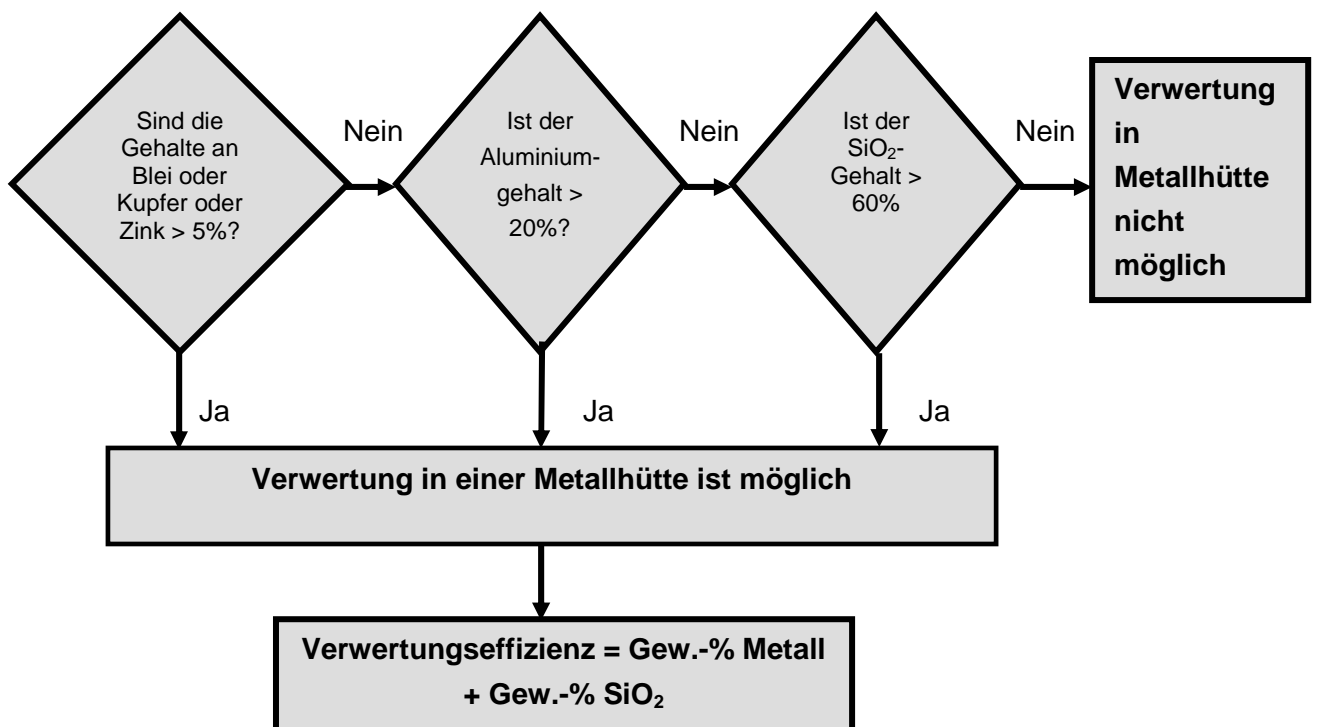 Sind die
Gehalte an
Blei oder
Kupfer oder
Zink > 5%?
Nein
Ist der
Aluminium-
gehalt >
20%?
Nein
Ist der
SiO₂-
Gehalt >
60%
Nein
Verwertung
in
Metallhütte
nicht
möglich
Ja
Ja
Ja
Verwertung in einer Metallhütte ist möglich
Verwertungseffizienz = Gew.-% Metall
+ Gew.-% SiO₂